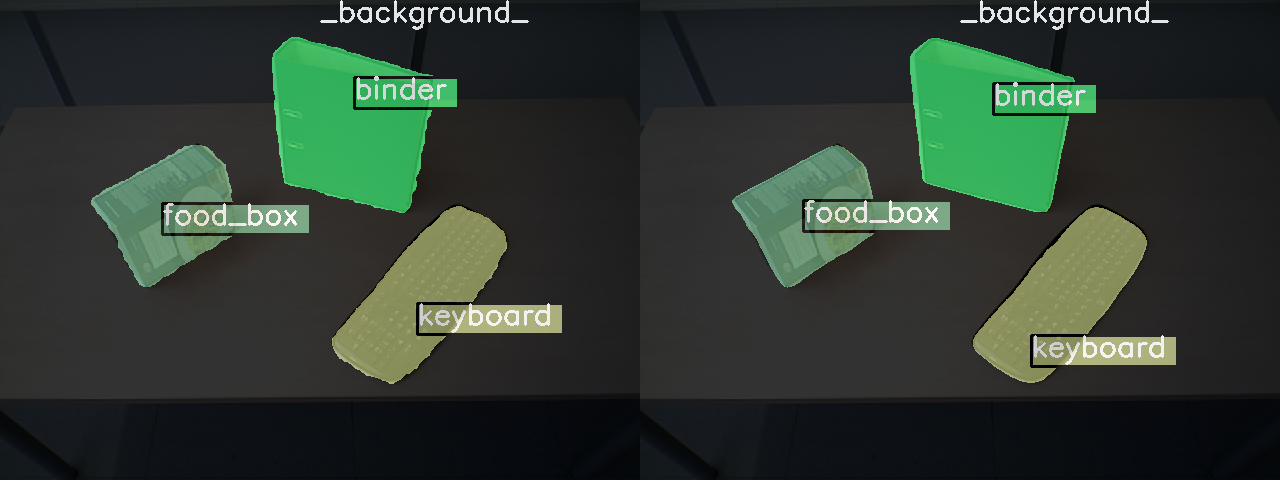 _background_
_background_
binder
binder
food_box
food_box
keyboard
keyboard